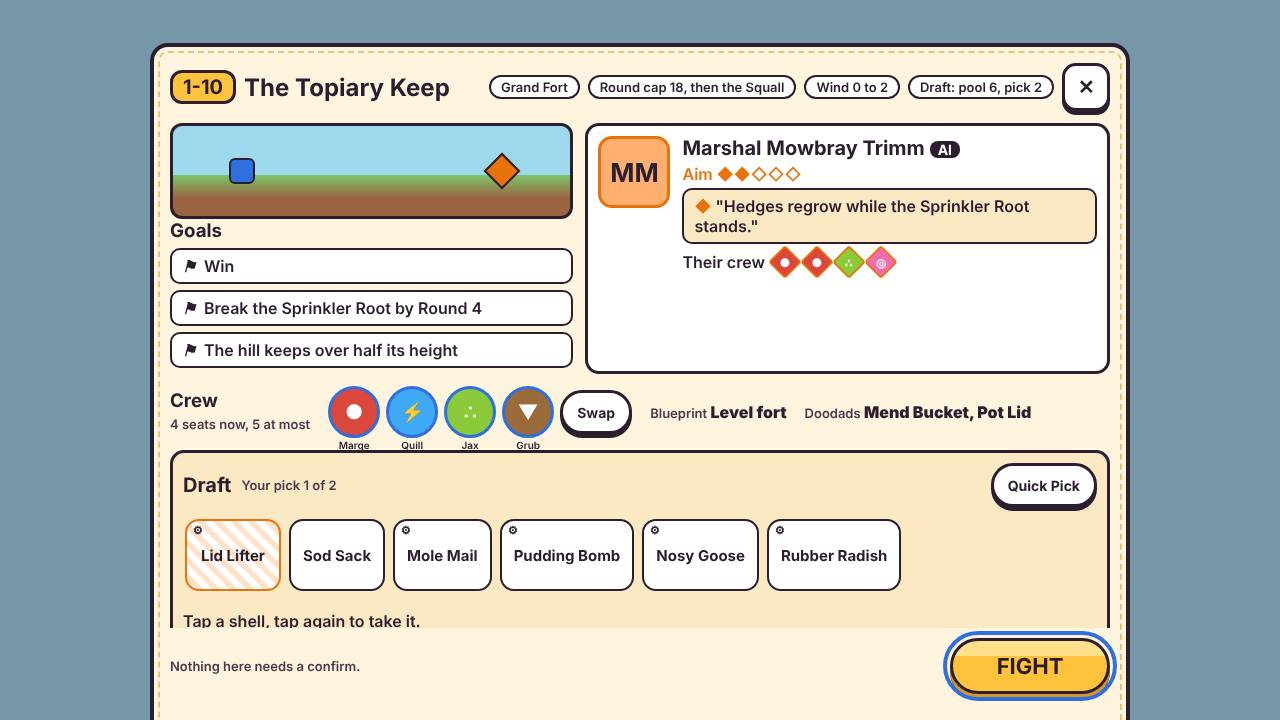 1-10
The Topiary Keep
Grand Fort
Round cap 18, then the Squall
Wind 0 to 2
Draft: pool 6, pick 2
✕
MM
Marshal Mowbray Trimm AI
Aim
"Hedges regrow while the Sprinkler Root
stands."
Their crew
Goals
Win
Break the Sprinkler Root by Round 4
The hill keeps over half its height
Crew
4 seats now, 5 at most
Marge
Quill
Jax
Grub
Swap
Blueprint Level fort
Doodads Mend Bucket, Pot Lid
Draft
Your pick 1 of 2
Quick Pick
Lid Lifter
Sod Sack
Mole Mail
Pudding Bomb
Nosy Goose
Rubber Radish
Tap a shell, tap again to take it.
Nothing here needs a confirm.
FIGHT